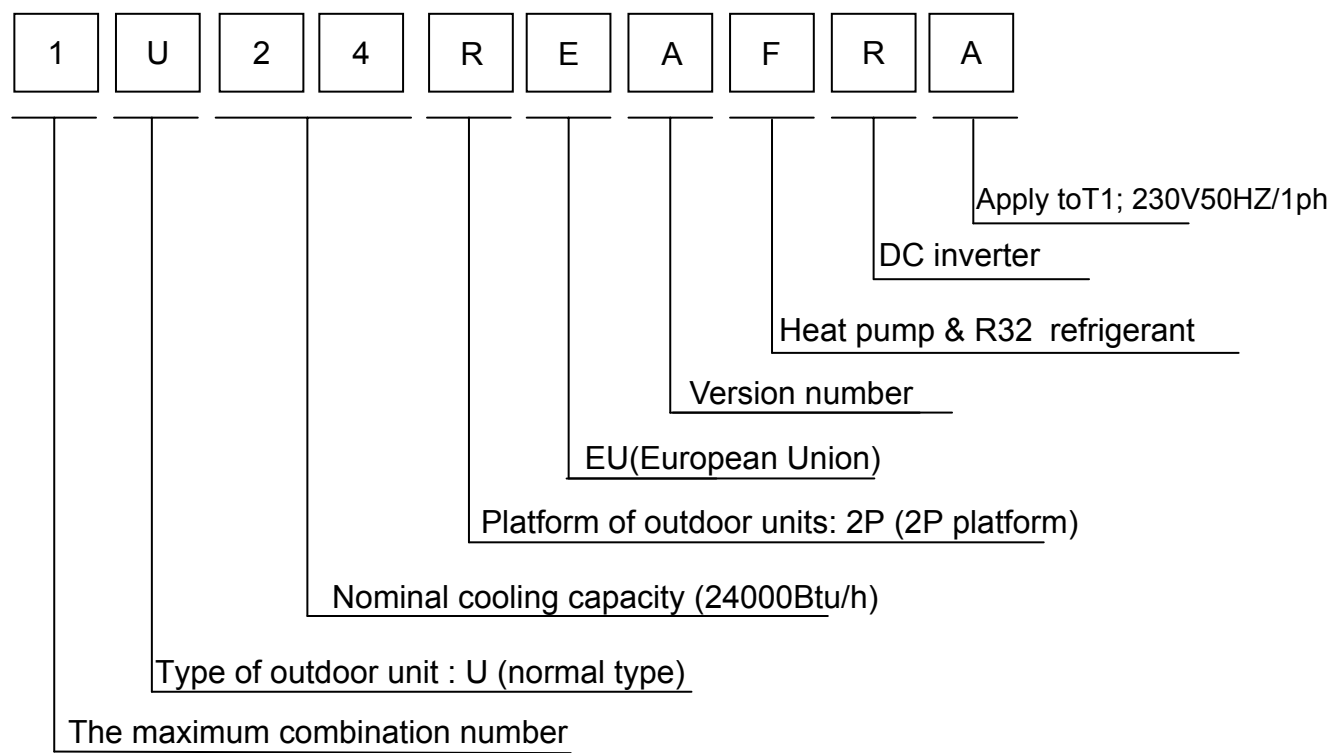 1 U 2 4 R E A F R A
Apply toT1; 230V50HZ/1ph
DC inverter
Heat pump & R32 refrigerant
Version number
EU(European Union)
Platform of outdoor units: 2P (2P platform)
Nominal cooling capacity (24000Btu/h)
Type of outdoor unit : U (normal type)
The maximum combination number